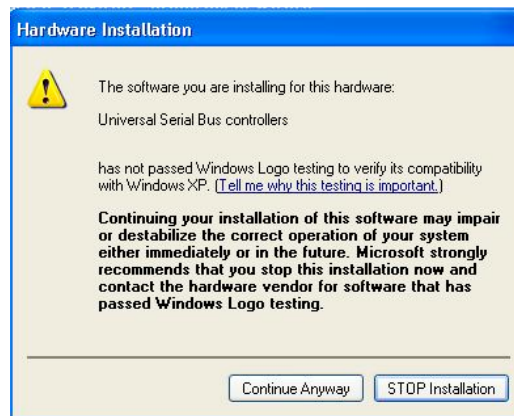 Hardware Installation
The software you are installing for this hardware:
Universal Serial Bus controllers
has not passed Windows Logo testing to verify its compatibility
with Windows XP. (Tell me why this testing is important.)
Continuing your installation of this software may impair
or destabilize the correct operation of your system
either immediately or in the future. Microsoft strongly
recommends that you stop this installation now and
contact the hardware vendor for software that has
passed Windows Logo testing.
Continue Anyway
STOP Installation